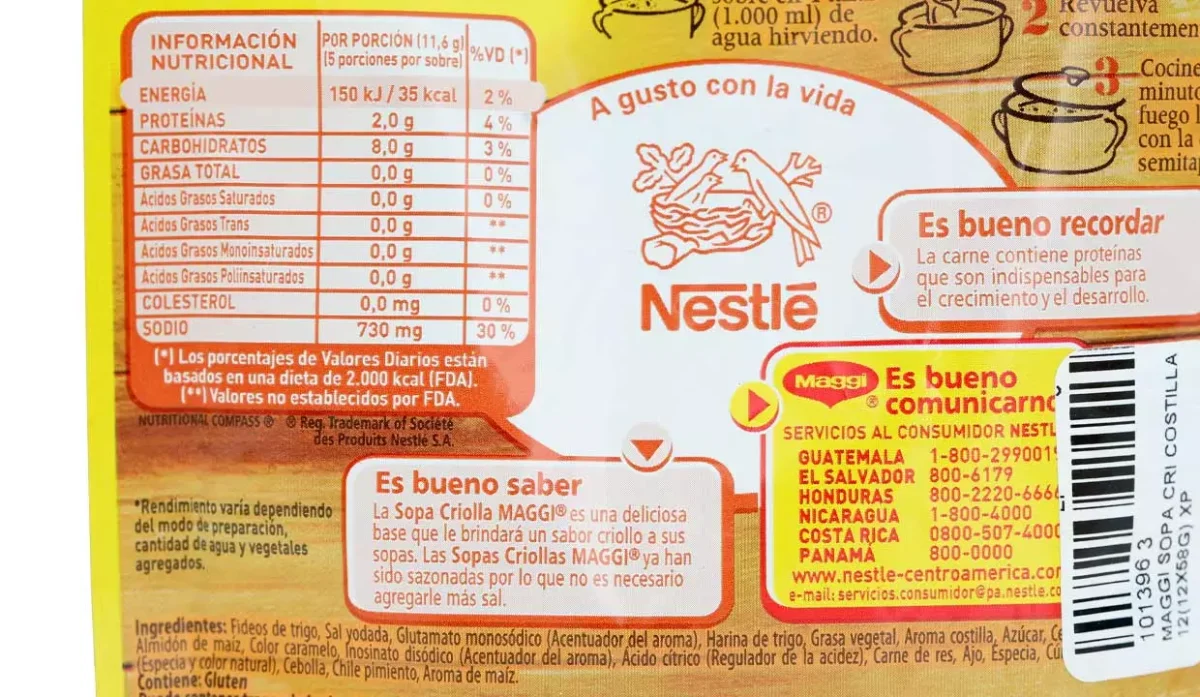 INFORMACIÓN NUTRICIONAL
POR PORCIÓN (11,6 g)
(5 porciones por sobre)
%VD (*)
ENERGÍA 150 kJ / 35 kcal 2 %
PROTEÍNAS 2,0 g 4 %
CARBOHIDRATOS 8,0 g 3 %
GRASA TOTAL 0,0 g 0 %
Ácidos Grasos Saturados 0,0 g 0 %
Ácidos Grasos Trans 0,0 g **
Ácidos Grasos Monoinsaturados 0,0 g **
Ácidos Grasos Poliinsaturados 0,0 g **
COLESTEROL 0,0 mg 0 %
SODIO 730 mg 30 %
(*) Los porcentajes de Valores Diarios están
basados en una dieta de 2.000 kcal (FDA).
(**) Valores no establecidos por FDA.
NUTRITIONAL COMPASS ® ® Reg. Trademark of Société
des Produits Nestlé S.A.
(1.000 ml) de
agua hirviendo.
2 Revuelva
constantemen
3 Cocine
minuto
fuego
con la
semita
A gusto con la vida
®
Nestlé
Es bueno recordar
La carne contiene proteínas
que son indispensables para
el crecimiento y el desarrollo.
Maggi ® Es bueno
comunicarno
SERVICIOS AL CONSUMIDOR NESTL
GUATEMALA 1-800-299001
EL SALVADOR 800-6179
HONDURAS 800-2220-666
NICARAGUA 1-800-4000
COSTA RICA 0800-507-400
PANAMÁ 800-0000
www.nestle-centroamerica.co
e-mail: servicios.consumidor@pa.nestle.co
Es bueno saber
La Sopa Criolla MAGGI® es una deliciosa
base que le brindará un sabor criollo a sus
sopas. Las Sopas Criollas MAGGI® ya han
sido sazonadas por lo que no es necesario
agregarle más sal.
*Rendimiento varía dependiendo
del modo de preparación,
cantidad de agua y vegetales
agregados.
Ingredientes: Fideos de trigo, Sal yodada, Glutamato monosódico (Acentuador del aroma), Harina de trigo, Grasa vegetal, Aroma costilla, Azúcar, Ce
Almidón de maíz, Color caramelo, Inosinato disódico (Acentuador del aroma), Ácido cítrico (Regulador de la acidez), Carne de res, Ajo, Especia, Cú
(Especia y color natural), Cebolla, Chile pimiento, Aroma de maíz.
Contiene: Gluten
101396 3
MAGGI SOPA CRI COSTILLA
12(12X58G) XP